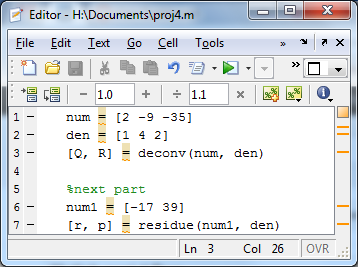 Editor - H:\Documents\proj4.m
File Edit Text Go Cell Tools »
»
- 1.0 + ÷ 1.1 ×
1 - num = [2 -9 -35]
2 - den = [1 4 2]
3 - [Q, R] = deconv(num, den)
4
5 %next part
6 - num1 = [-17 39]
7 - [r, p] = residue(num1, den)
Ln 3 Col 26 OVR